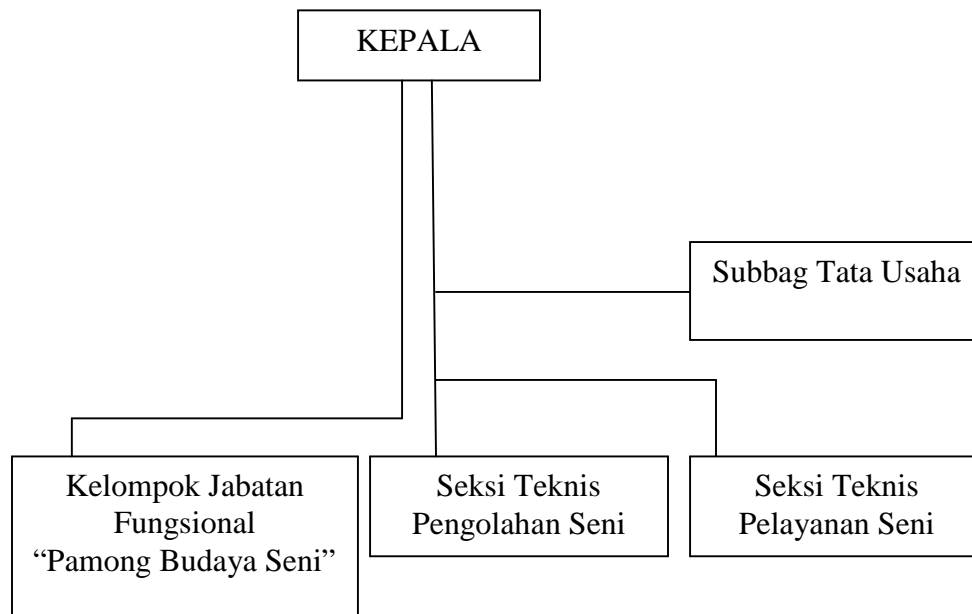 KEPALA
Subbag Tata Usaha
Kelompok Jabatan
Fungsional
“Pamong Budaya Seni”
Seksi Teknis
Pengolahan Seni
Seksi Teknis
Pelayanan Seni